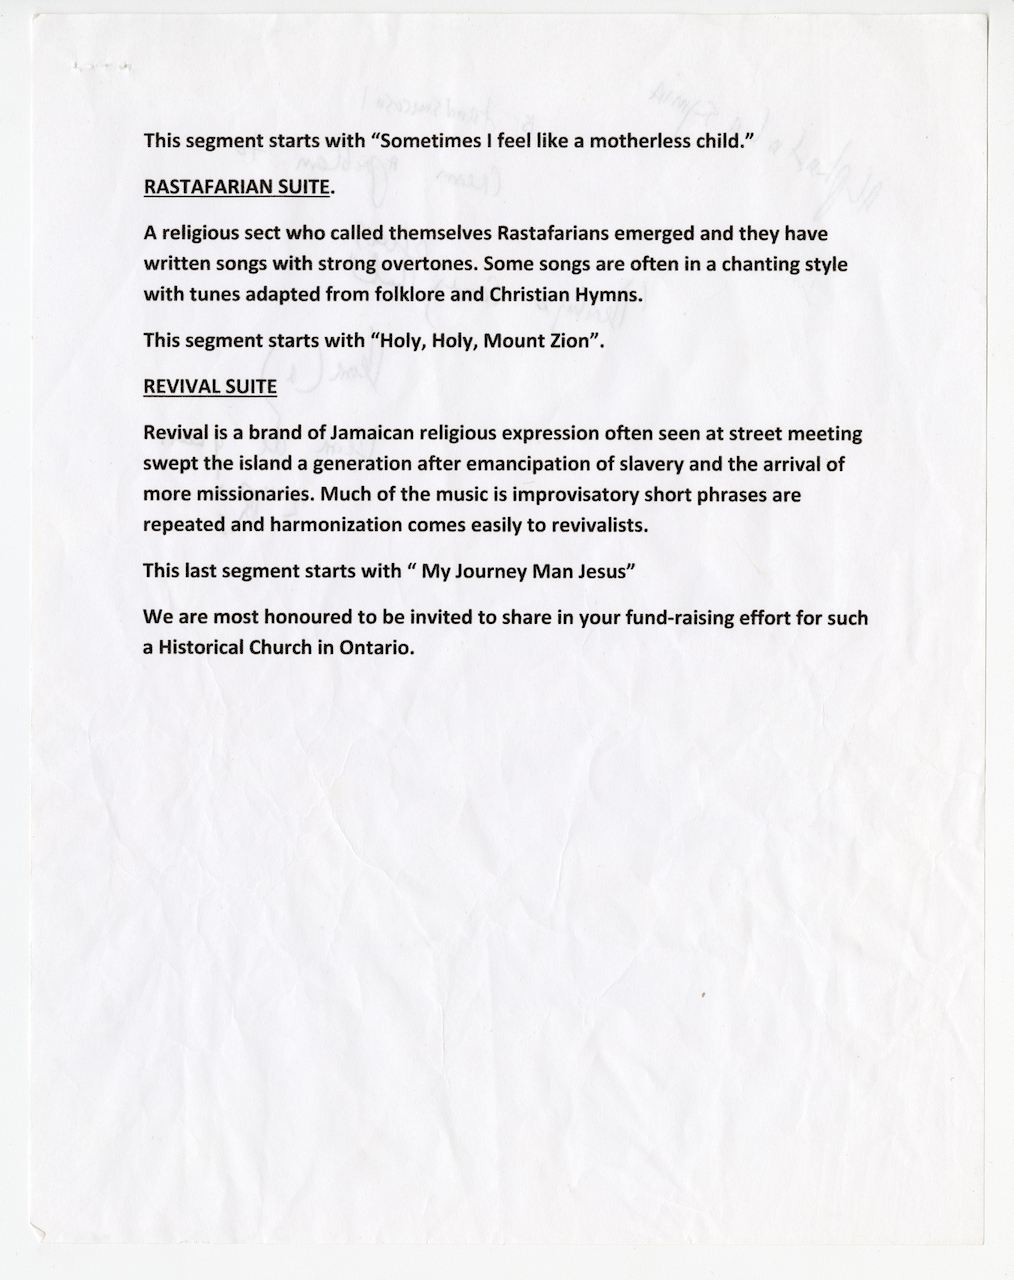 This segment starts with “Sometimes I feel like a motherless child.”
RASTAFARIAN SUITE.
A religious sect who called themselves Rastafarians emerged and they have
written songs with strong overtones. Some songs are often in a chanting style
with tunes adapted from folklore and Christian Hymns.
This segment starts with “Holy, Holy, Mount Zion”.
REVIVAL SUITE
Revival is a brand of Jamaican religious expression often seen at street meeting
swept the island a generation after emancipation of slavery and the arrival of
more missionaries. Much of the music is improvisatory short phrases are
repeated and harmonization comes easily to revivalists.
This last segment starts with “ My Journey Man Jesus”
We are most honoured to be invited to share in your fund-raising effort for such
a Historical Church in Ontario.